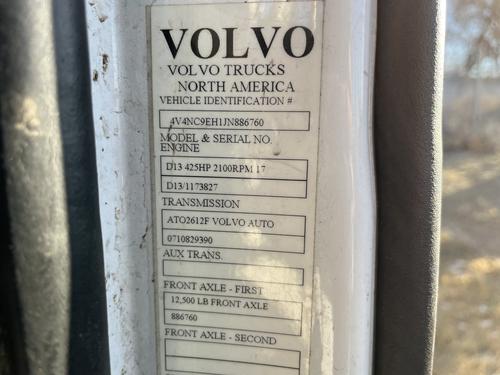 VOLVO
VOLVO TRUCKS
NORTH AMERICA
VEHICLE IDENTIFICATION #
4V4NC9EH1JN886760
MODEL & SERIAL NO.
ENGINE
D13 425HP 2100RPM 17
D13/1173827
TRANSMISSION
ATO2612F VOLVO AUTO
0710829390
AUX TRANS.
FRONT AXLE - FIRST
12,500 LB FRONT AXLE
886760
FRONT AXLE - SECOND